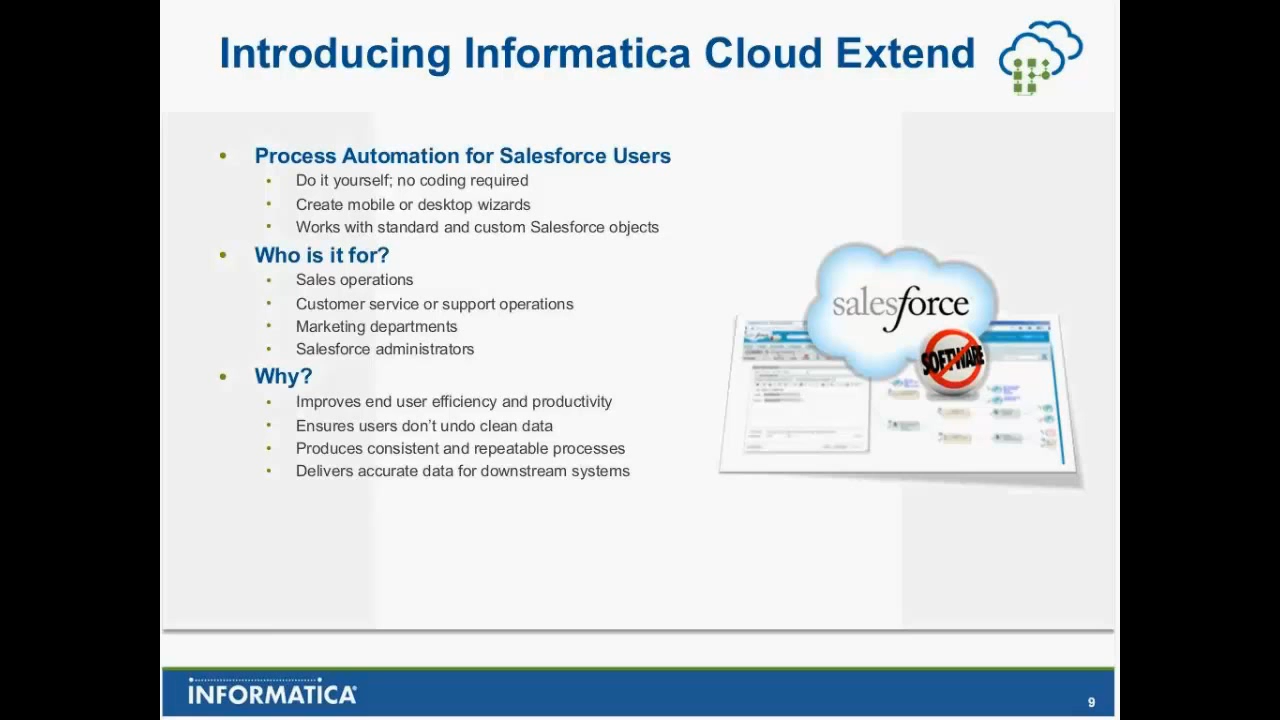 Introducing Informatica Cloud Extend
• Process Automation for Salesforce Users
• Do it yourself; no coding required
• Create mobile or desktop wizards
• Works with standard and custom Salesforce objects
• Who is it for?
• Sales operations
• Customer service or support operations
• Marketing departments
• Salesforce administrators
• Why?
• Improves end user efficiency and productivity
• Ensures users don’t undo clean data
• Produces consistent and repeatable processes
• Delivers accurate data for downstream systems
salesforce
SOFTWARE
INFORMATICA
9